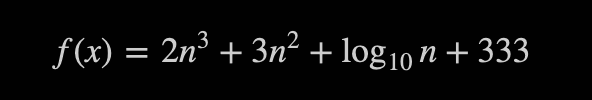 f(x) = 2n³ + 3n² + log₁₀ n + 333